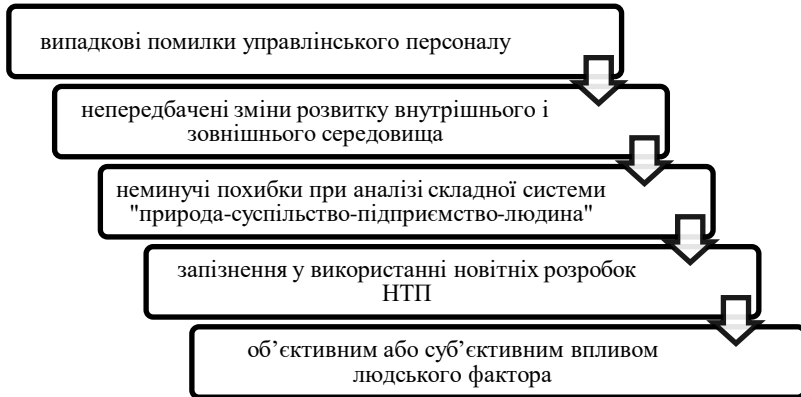 випадкові помилки управлінського персоналу
непередбачені зміни розвитку внутрішнього і
зовнішнього середовища
неминучі похибки при аналізі складної системи
"природа-суспільство-підприємство-людина"
запізнення у використанні новітніх розробок
НТП
об’єктивним або суб’єктивним впливом
людського фактора